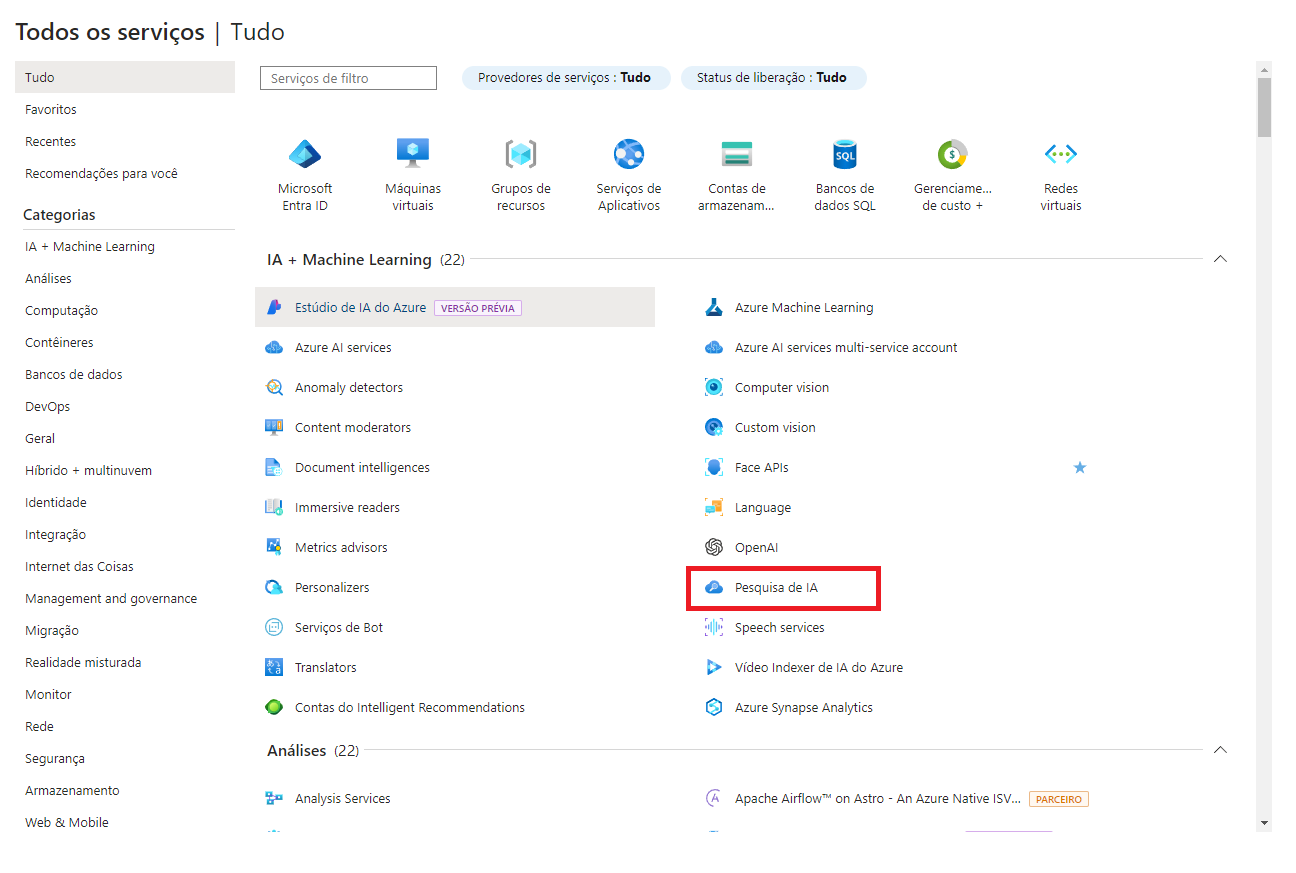 Todos os serviços | Tudo
Tudo
Favoritos
Recentes
Recomendações para você
Categorias
IA + Machine Learning
Análises
Computação
Contêineres
Bancos de dados
DevOps
Geral
Híbrido + multinuvem
Identidade
Integração
Internet das Coisas
Management and governance
Migração
Realidade misturada
Monitor
Rede
Segurança
Armazenamento
Web & Mobile
Serviços de filtro
Provedores de serviços : Tudo
Status de liberação : Tudo
Microsoft
Entra ID
Máquinas
virtuais
Grupos de
recursos
Serviços de
Aplicativos
Contas de
armazenam...
SQL
Bancos de
dados SQL
Gerenciame...
de custo +
Redes
virtuais
IA + Machine Learning (22)
Estúdio de IA do Azure VERSÃO PRÉVIA
Azure Machine Learning
Azure AI services
Azure AI services multi-service account
Anomaly detectors
Computer vision
Content moderators
Custom vision
Document intelligences
Face APIs
Immersive readers
Language
Metrics advisors
OpenAI
Personalizers
Pesquisa de IA
Serviços de Bot
Speech services
Translators
Vídeo Indexer de IA do Azure
Contas do Intelligent Recommendations
Azure Synapse Analytics
Análises (22)
Analysis Services
Apache Airflow™ on Astro - An Azure Native ISV... PARCEIRO